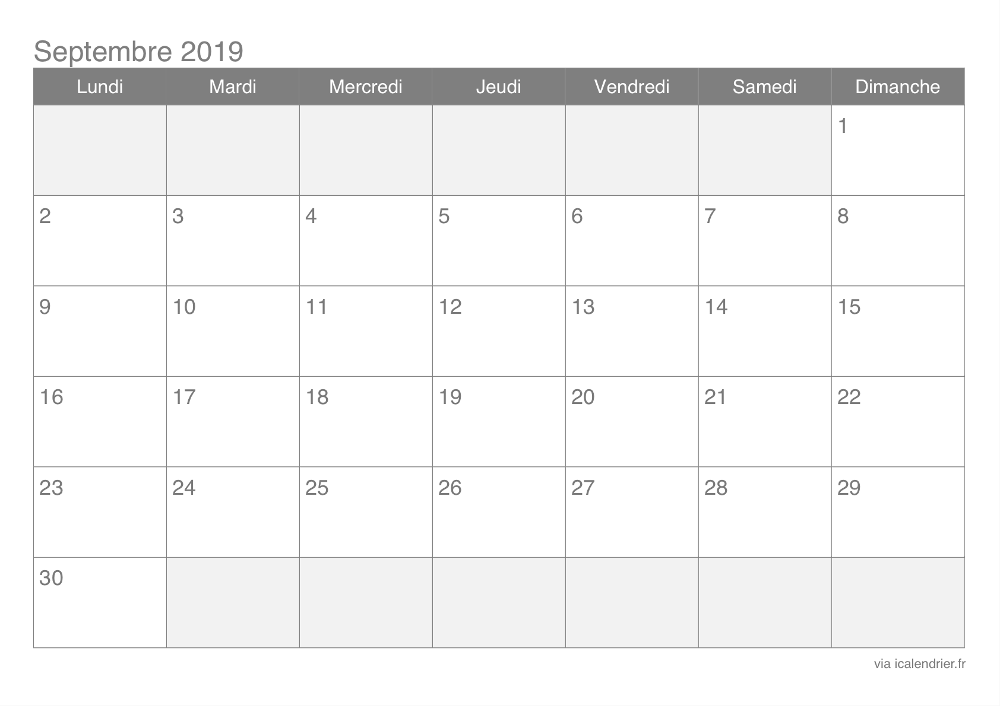 Septembre 2019
Lundi Mardi Mercredi Jeudi Vendredi Samedi Dimanche
1
2 3 4 5 6 7 8
9 10 11 12 13 14 15
16 17 18 19 20 21 22
23 24 25 26 27 28 29
30
via icalendrier.fr